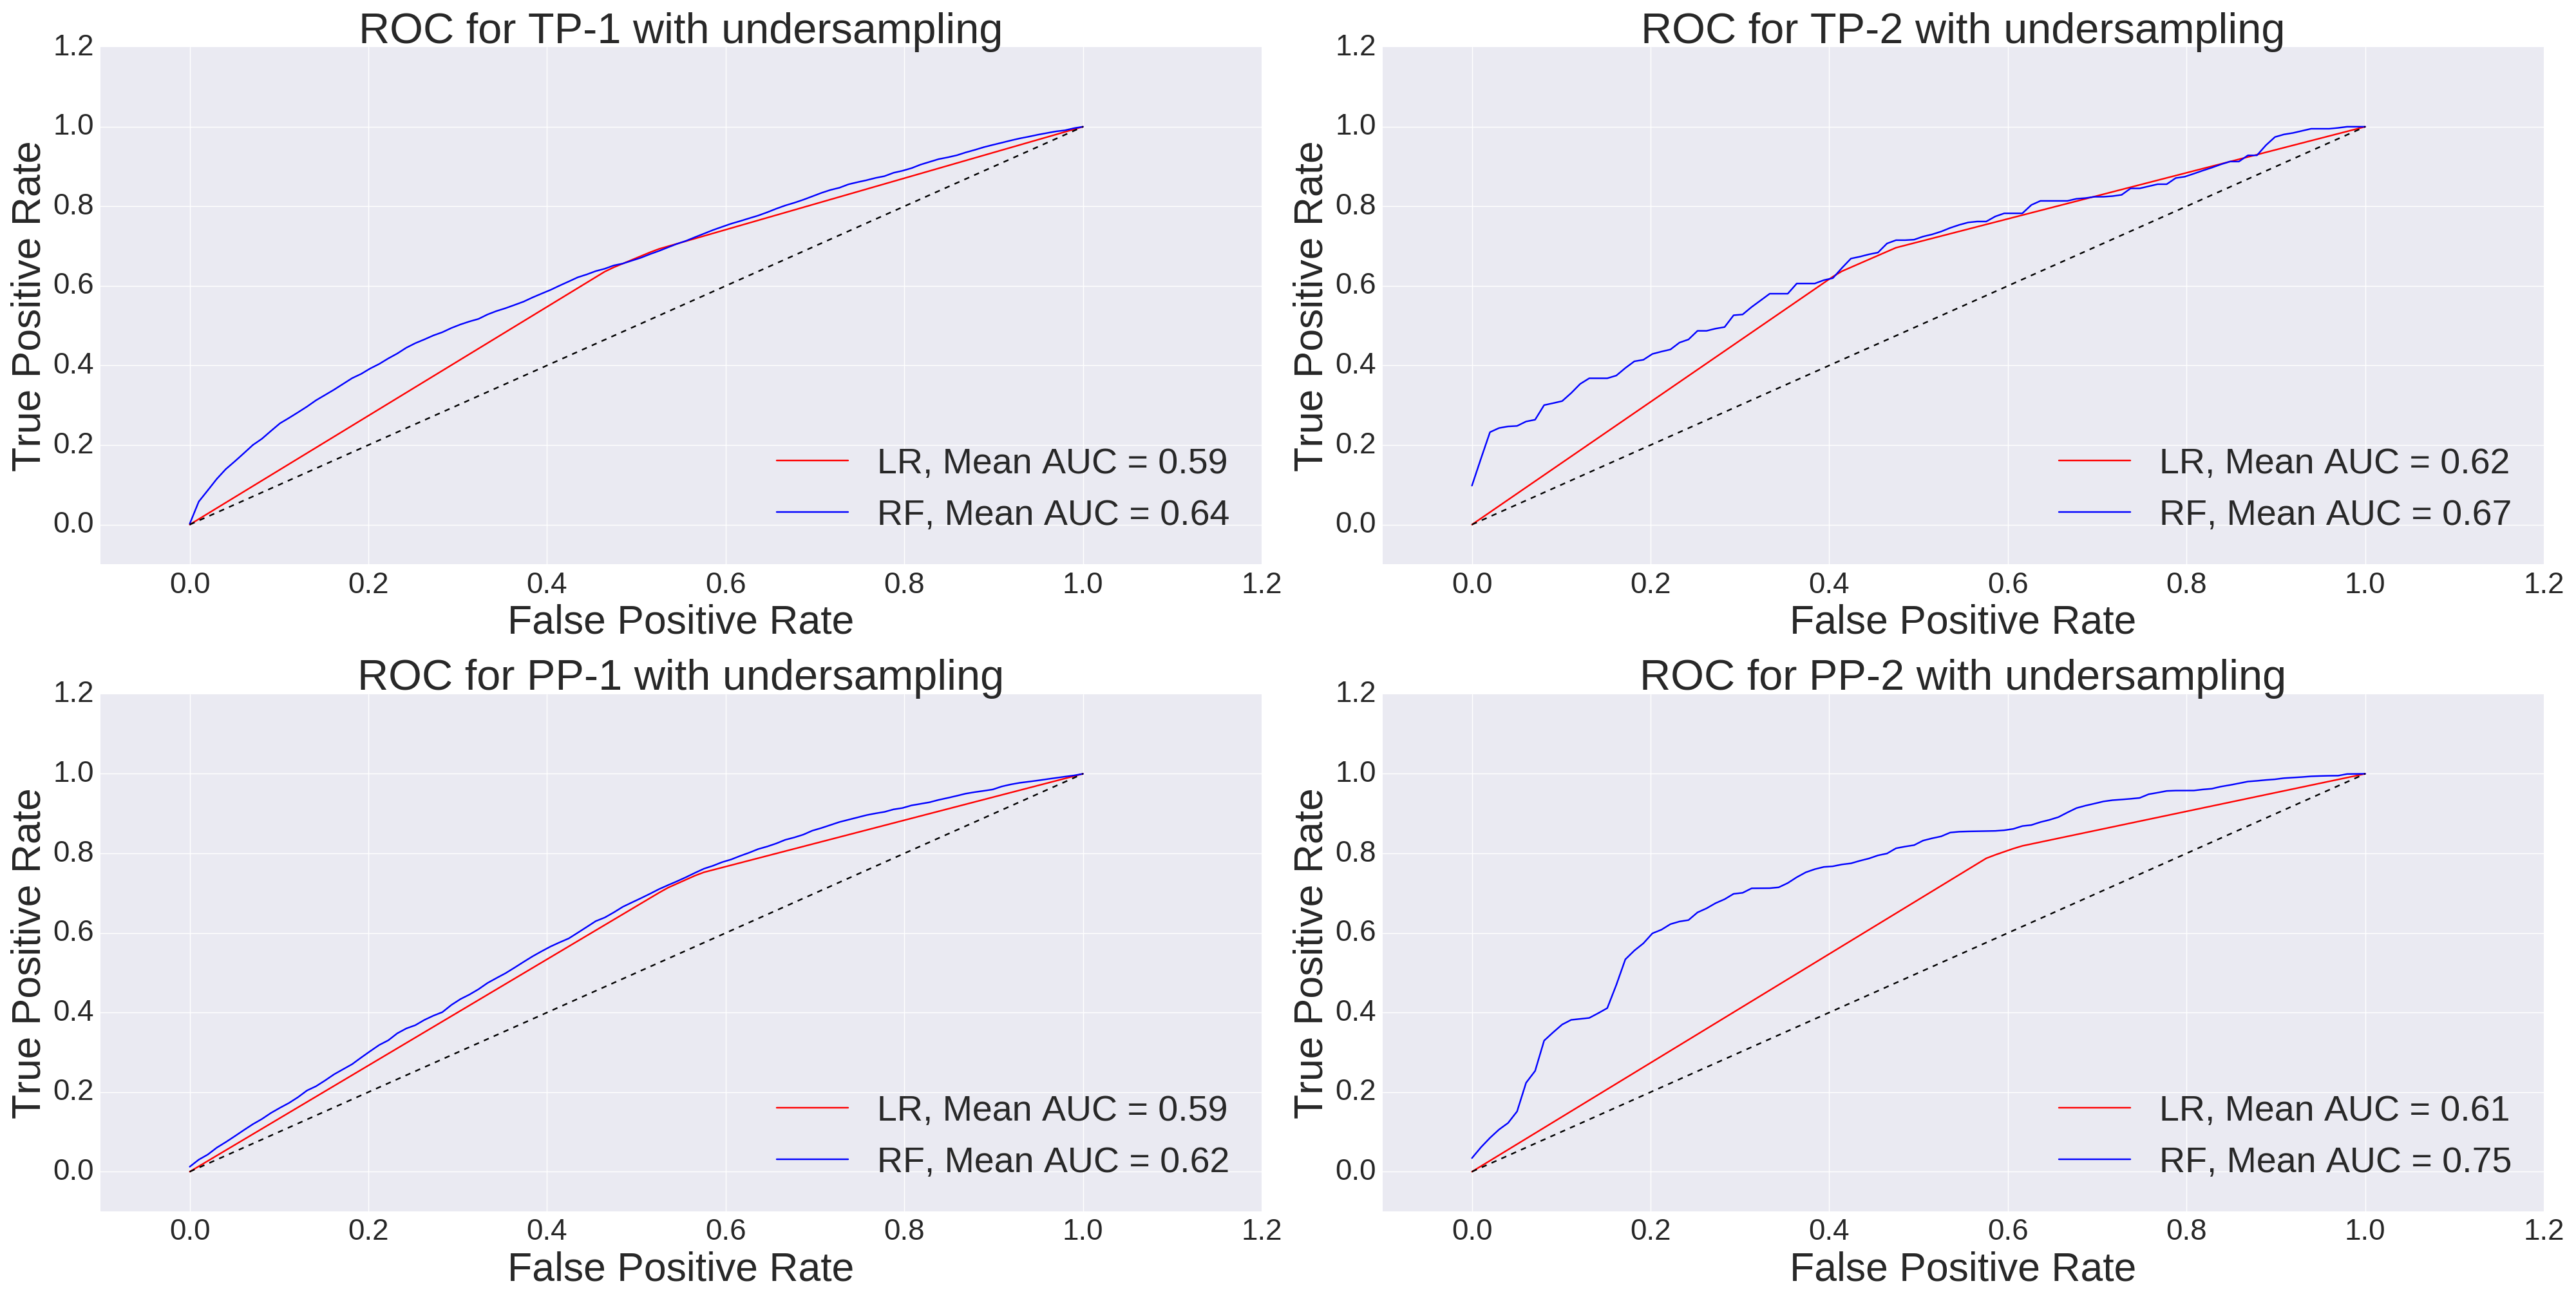 ROC for TP-1 with undersampling
1.2
1.0
0.8
0.6
0.4
0.2
0.0
True Positive Rate
LR, Mean AUC = 0.59
RF, Mean AUC = 0.64
0.0 0.2 0.4 0.6 0.8 1.0 1.2
False Positive Rate
ROC for TP-2 with undersampling
1.2
1.0
0.8
0.6
0.4
0.2
0.0
True Positive Rate
LR, Mean AUC = 0.62
RF, Mean AUC = 0.67
0.0 0.2 0.4 0.6 0.8 1.0 1.2
False Positive Rate
ROC for PP-1 with undersampling
1.2
1.0
0.8
0.6
0.4
0.2
0.0
True Positive Rate
LR, Mean AUC = 0.59
RF, Mean AUC = 0.62
0.0 0.2 0.4 0.6 0.8 1.0 1.2
False Positive Rate
ROC for PP-2 with undersampling
1.2
1.0
0.8
0.6
0.4
0.2
0.0
True Positive Rate
LR, Mean AUC = 0.61
RF, Mean AUC = 0.75
0.0 0.2 0.4 0.6 0.8 1.0 1.2
False Positive Rate